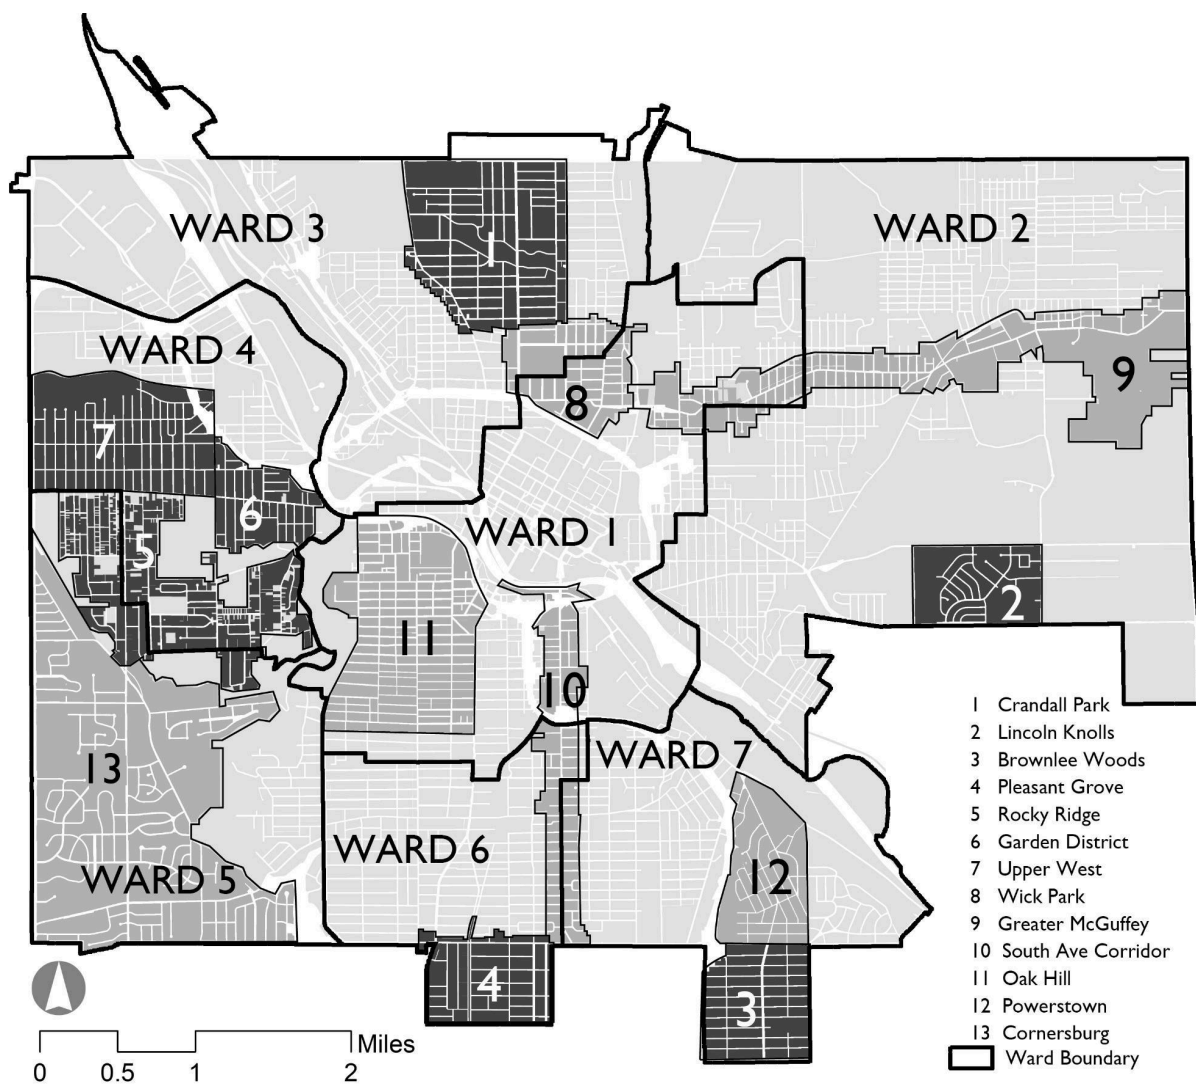 WARD 3
WARD 2
1
WARD 4
9
8
7
6
WARD 1
5
2
11
10
1 Crandall Park
2 Lincoln Knolls
3 Brownlee Woods
4 Pleasant Grove
5 Rocky Ridge
6 Garden District
7 Upper West
8 Wick Park
9 Greater McGuffey
10 South Ave Corridor
11 Oak Hill
12 Powerstown
13 Cornersburg
Ward Boundary
WARD 7
13
WARD 6
WARD 5
12
4
3
Miles
0 0.5 1 2